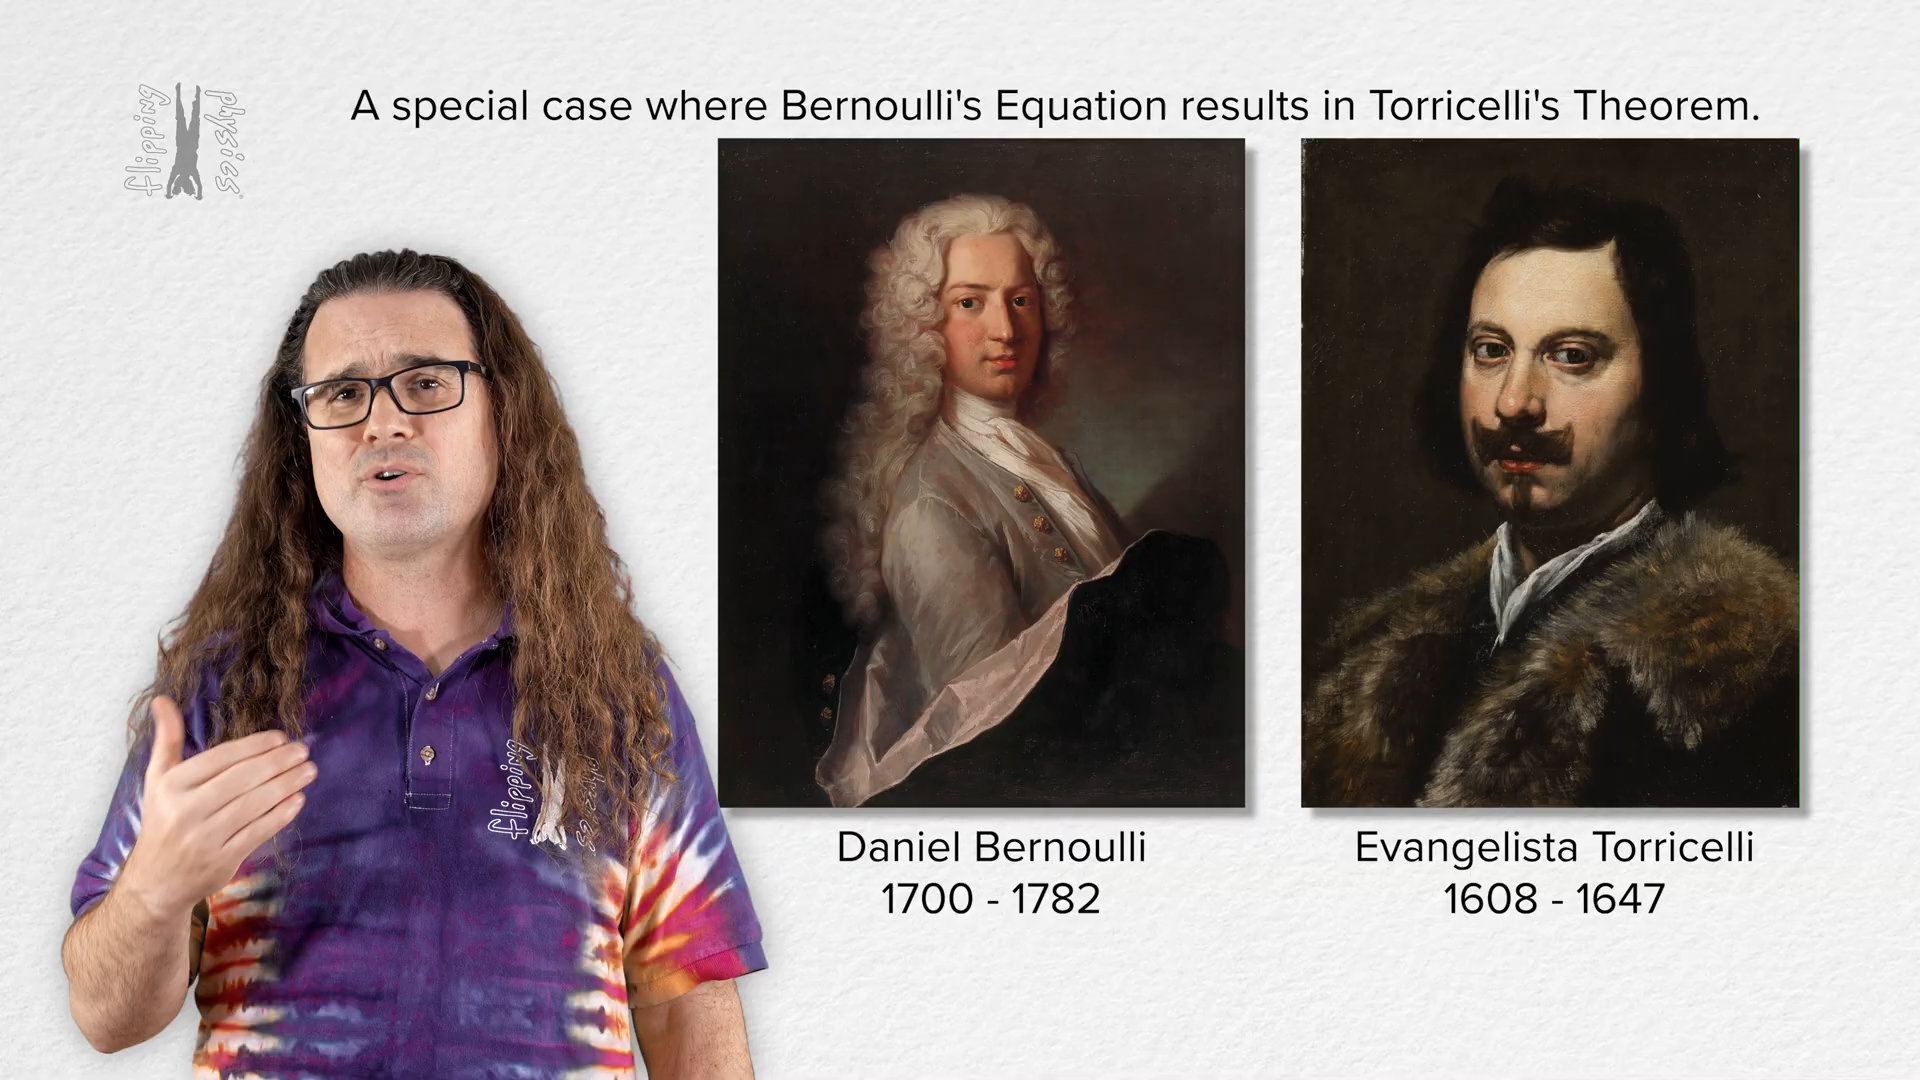 flipping
physics
A special case where Bernoulli's Equation results in Torricelli's Theorem.
flipping
physics
Daniel Bernoulli
1700 - 1782
Evangelista Torricelli
1608 - 1647